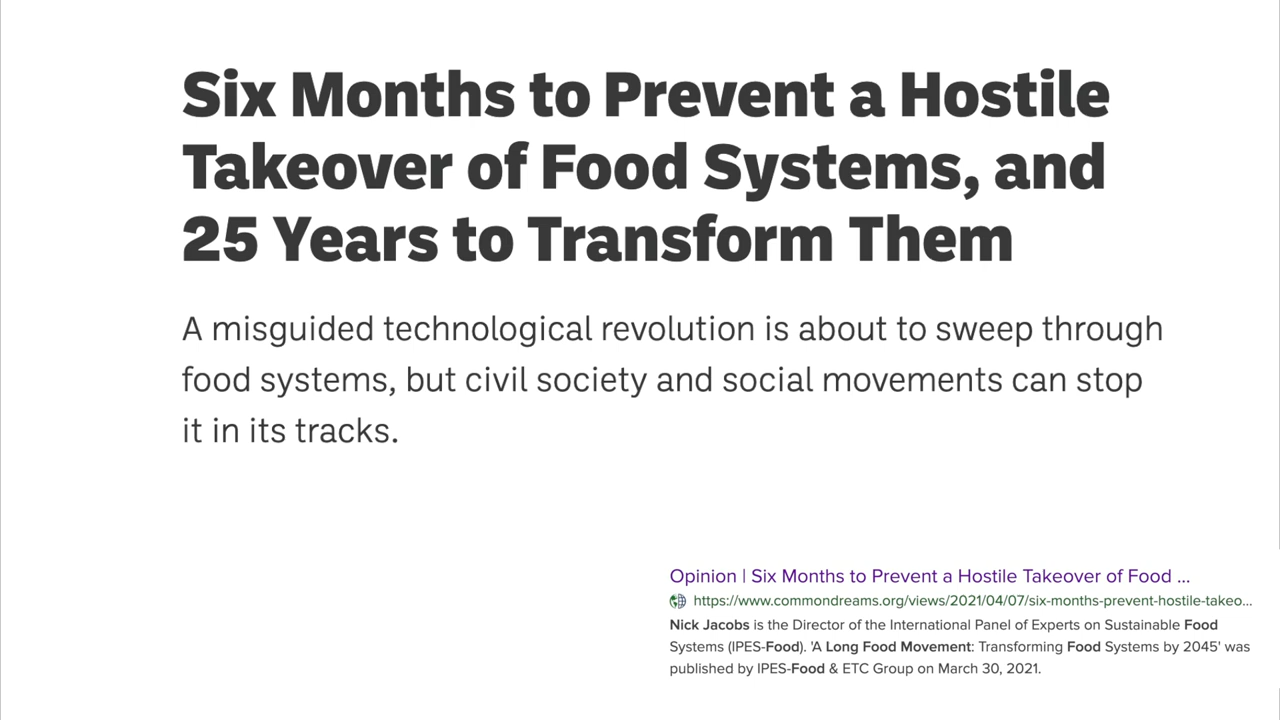 Six Months to Prevent a Hostile
Takeover of Food Systems, and
25 Years to Transform Them
A misguided technological revolution is about to sweep through
food systems, but civil society and social movements can stop
it in its tracks.
Opinion | Six Months to Prevent a Hostile Takeover of Food ...
https://www.commondreams.org/views/2021/04/07/six-months-prevent-hostile-takeo...
Nick Jacobs is the Director of the International Panel of Experts on Sustainable Food
Systems (IPES-Food). 'A Long Food Movement: Transforming Food Systems by 2045' was
published by IPES-Food & ETC Group on March 30, 2021.